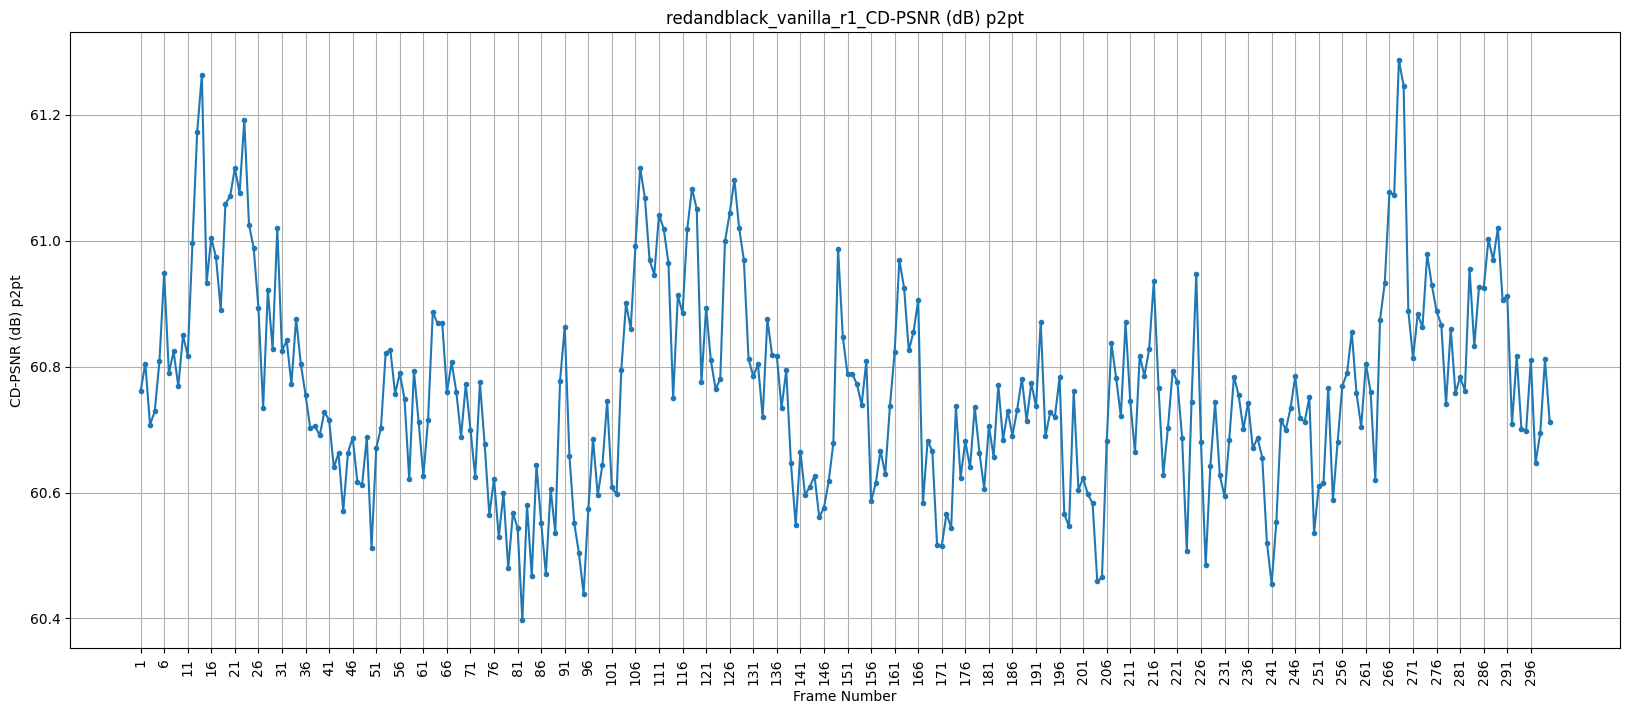 redandblack_vanilla_r1_CD-PSNR (dB) p2pt
CD-PSNR (dB) p2pt
61.2
61.0
60.8
60.6
60.4
1 6 11 16 21 26 31 36 41 46 51 56 61 66 71 76 81 86 91 96 101 106 111 116 121 126 131 136 141 146 151 156 161 166 171 176 181 186 191 196 201 206 211 216 221 226 231 236 241 246 251 256 261 266 271 276 281 286 291 296
Frame Number